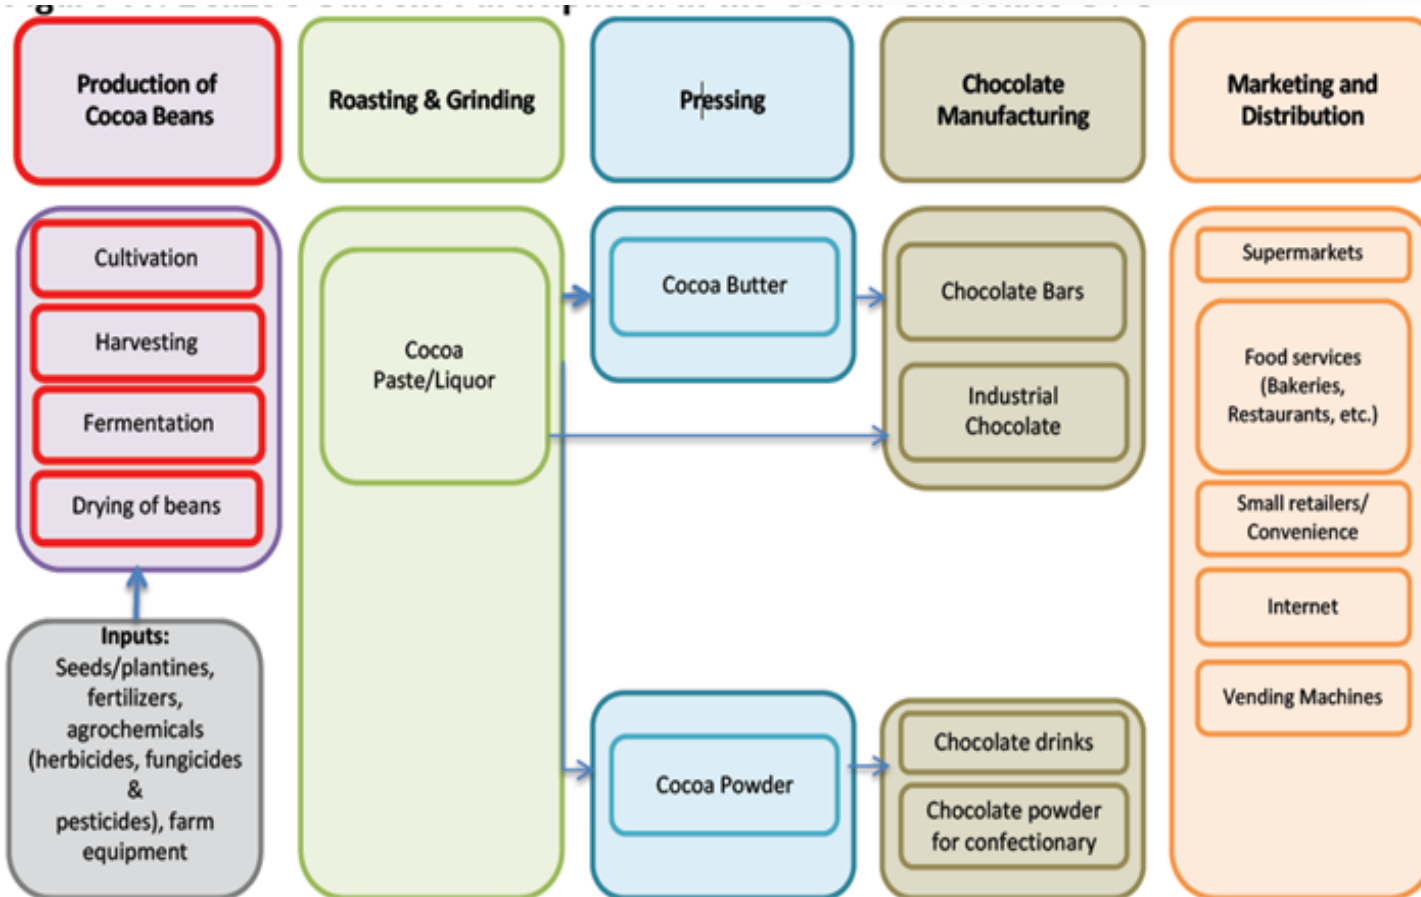 Production of
Cocoa Beans
Roasting & Grinding
Pressing
Chocolate
Manufacturing
Marketing and
Distribution
Cultivation
Harvesting
Fermentation
Drying of beans
Inputs:
Seeds/plantines,
fertilizers,
agrochemicals
(herbicides, fungicides
&
pesticides), farm
equipment
Cocoa
Paste/Liquor
Cocoa Butter
Cocoa Powder
Chocolate Bars
Industrial
Chocolate
Chocolate drinks
Chocolate powder
for confectionary
Supermarkets
Food services
(Bakeries,
Restaurants, etc.)
Small retailers/
Convenience
Internet
Vending Machines